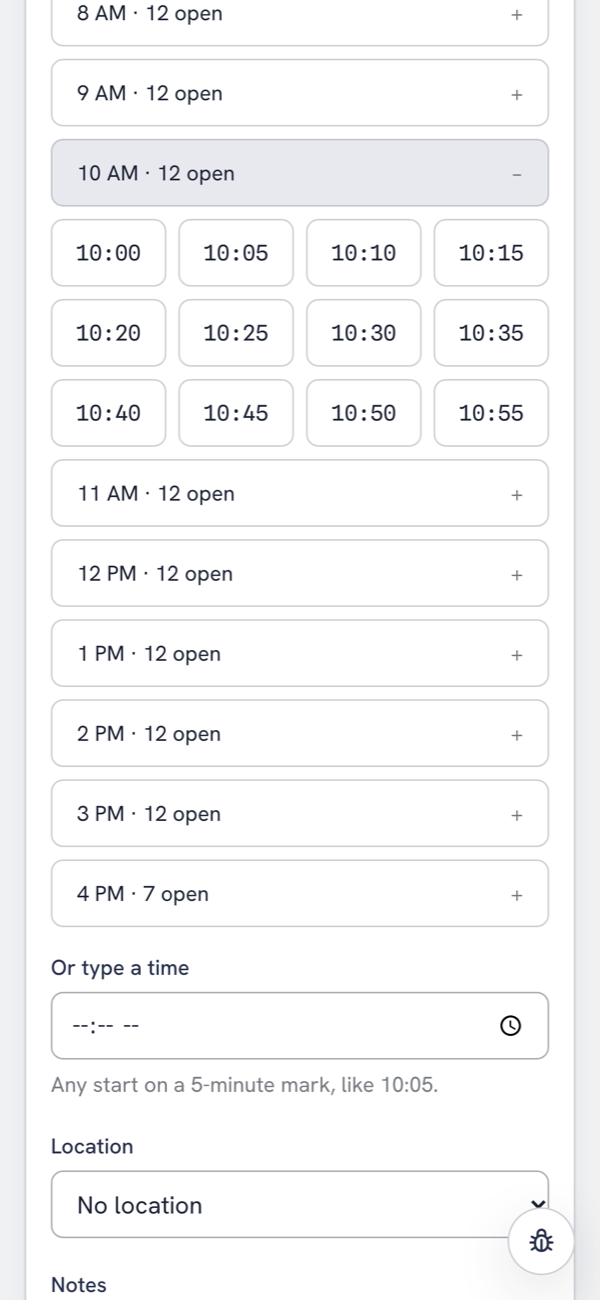 8 AM · 12 open +
9 AM · 12 open +
10 AM · 12 open −
10:00 10:05 10:10 10:15
10:20 10:25 10:30 10:35
10:40 10:45 10:50 10:55
11 AM · 12 open +
12 PM · 12 open +
1 PM · 12 open +
2 PM · 12 open +
3 PM · 12 open +
4 PM · 7 open +
Or type a time
--:-- --
Any start on a 5-minute mark, like 10:05.
Location
No location
Notes